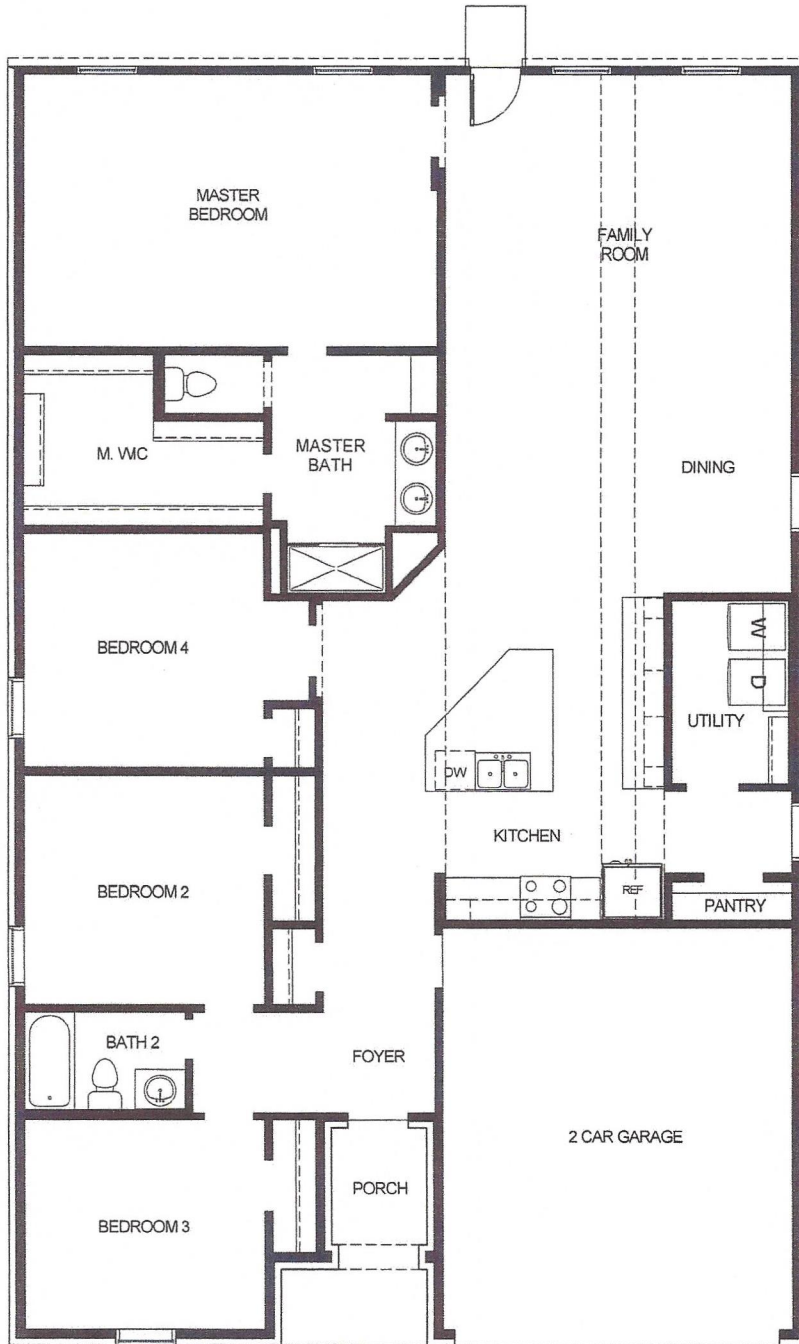 MASTER
BEDROOM
FAMILY
ROOM
M. WIC
MASTER
BATH
DINING
BEDROOM 4
W
D
UTILITY
DW
KITCHEN
BEDROOM 2
REF
PANTRY
BATH 2
FOYER
2 CAR GARAGE
PORCH
BEDROOM 3